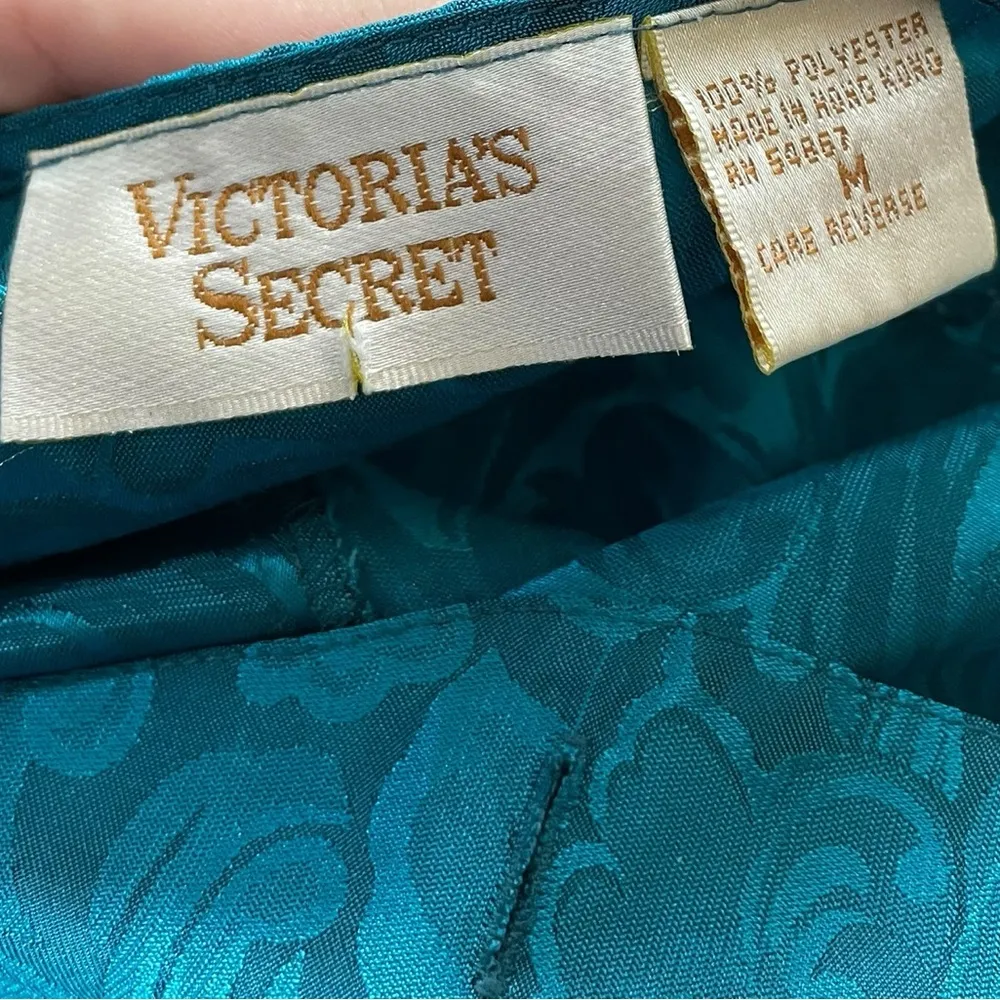 VICTORIA'S
SECRET
100% POLYESTER
MADE IN HONG KONG
RN 54867
M
CARE REVERSE